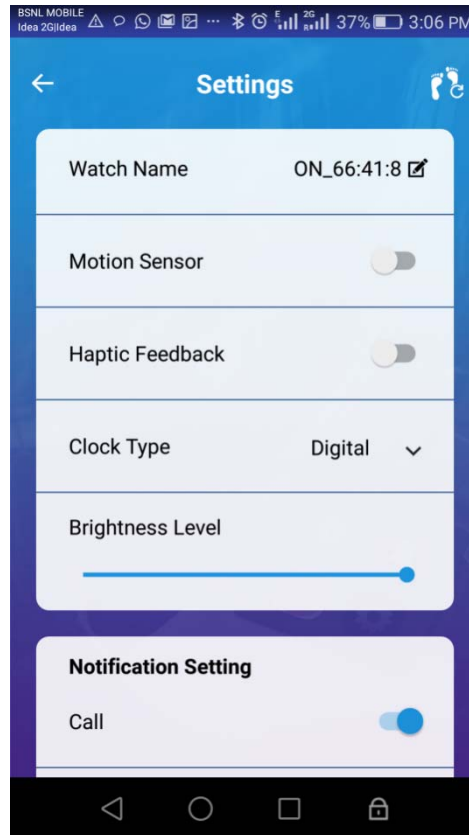 BSNL MOBILE
Idea 2G|Idea
E 2G R 37% 3:06 PM
Settings
Watch Name ON_66:41:8
Motion Sensor
Haptic Feedback
Clock Type Digital
Brightness Level
Notification Setting
Call